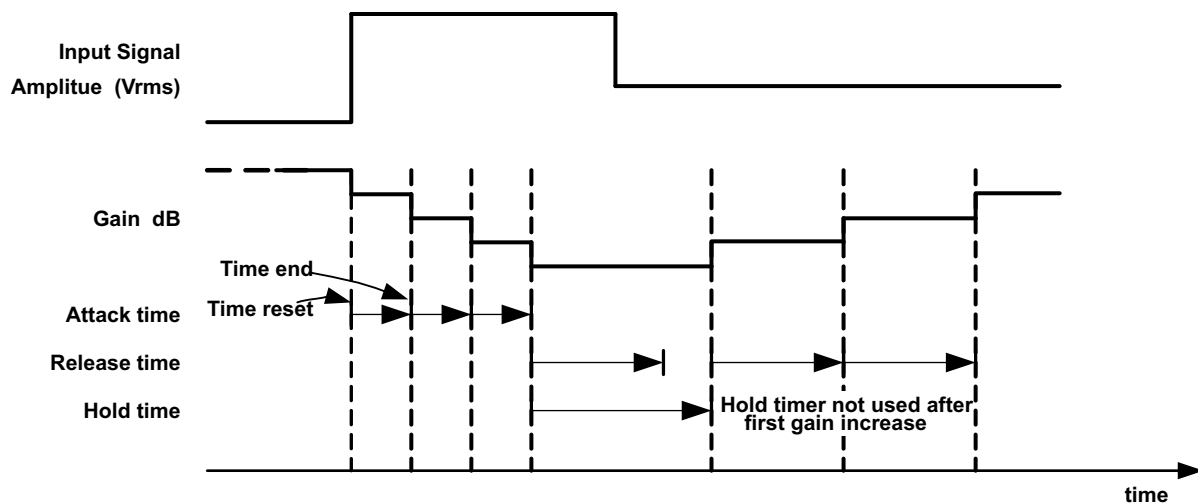 Input Signal
Amplitue (Vrms)
Gain dB
Time end
Time reset
Attack time
Release time
Hold time
Hold timer not used after
first gain increase
time